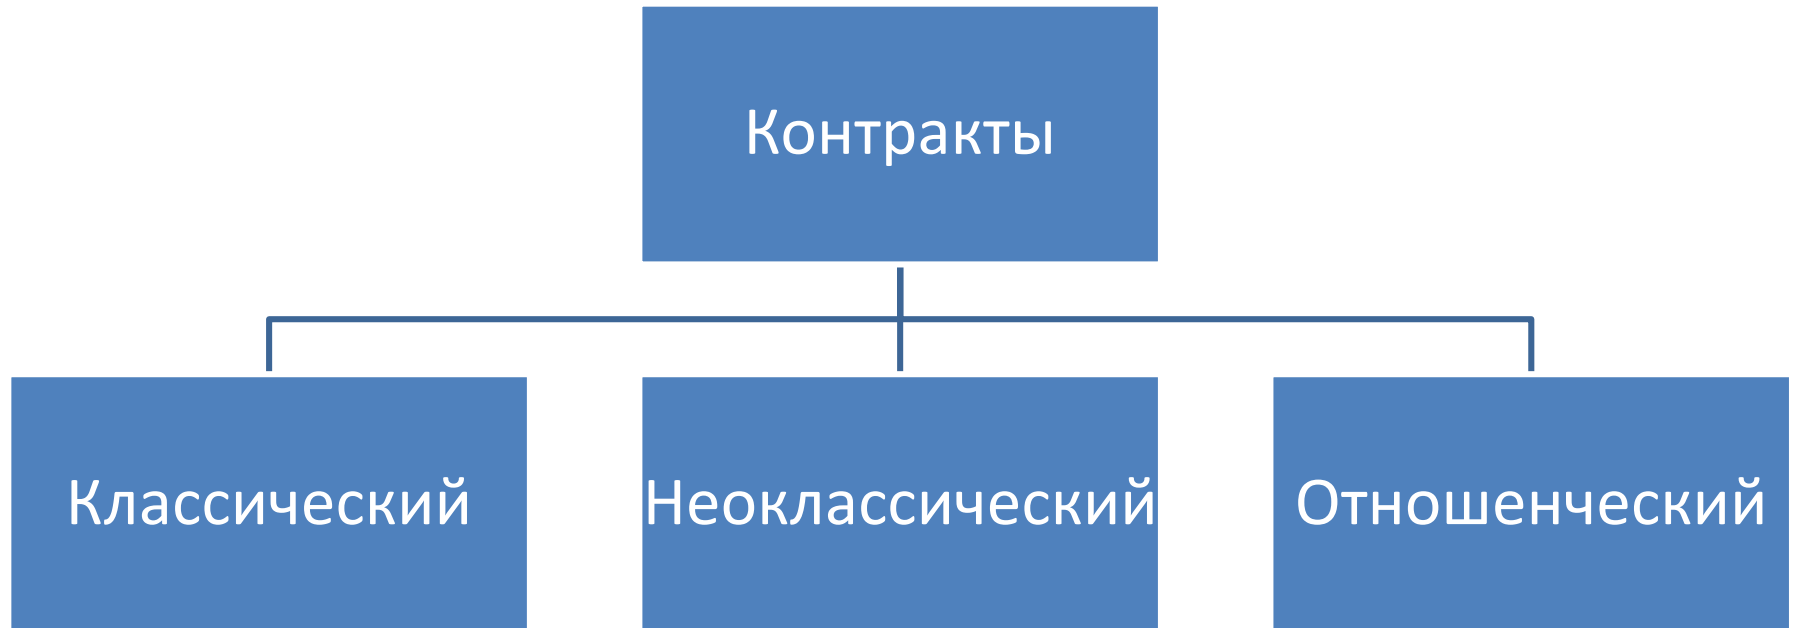 Контракты
Классический
Неоклассический
Отношенческий